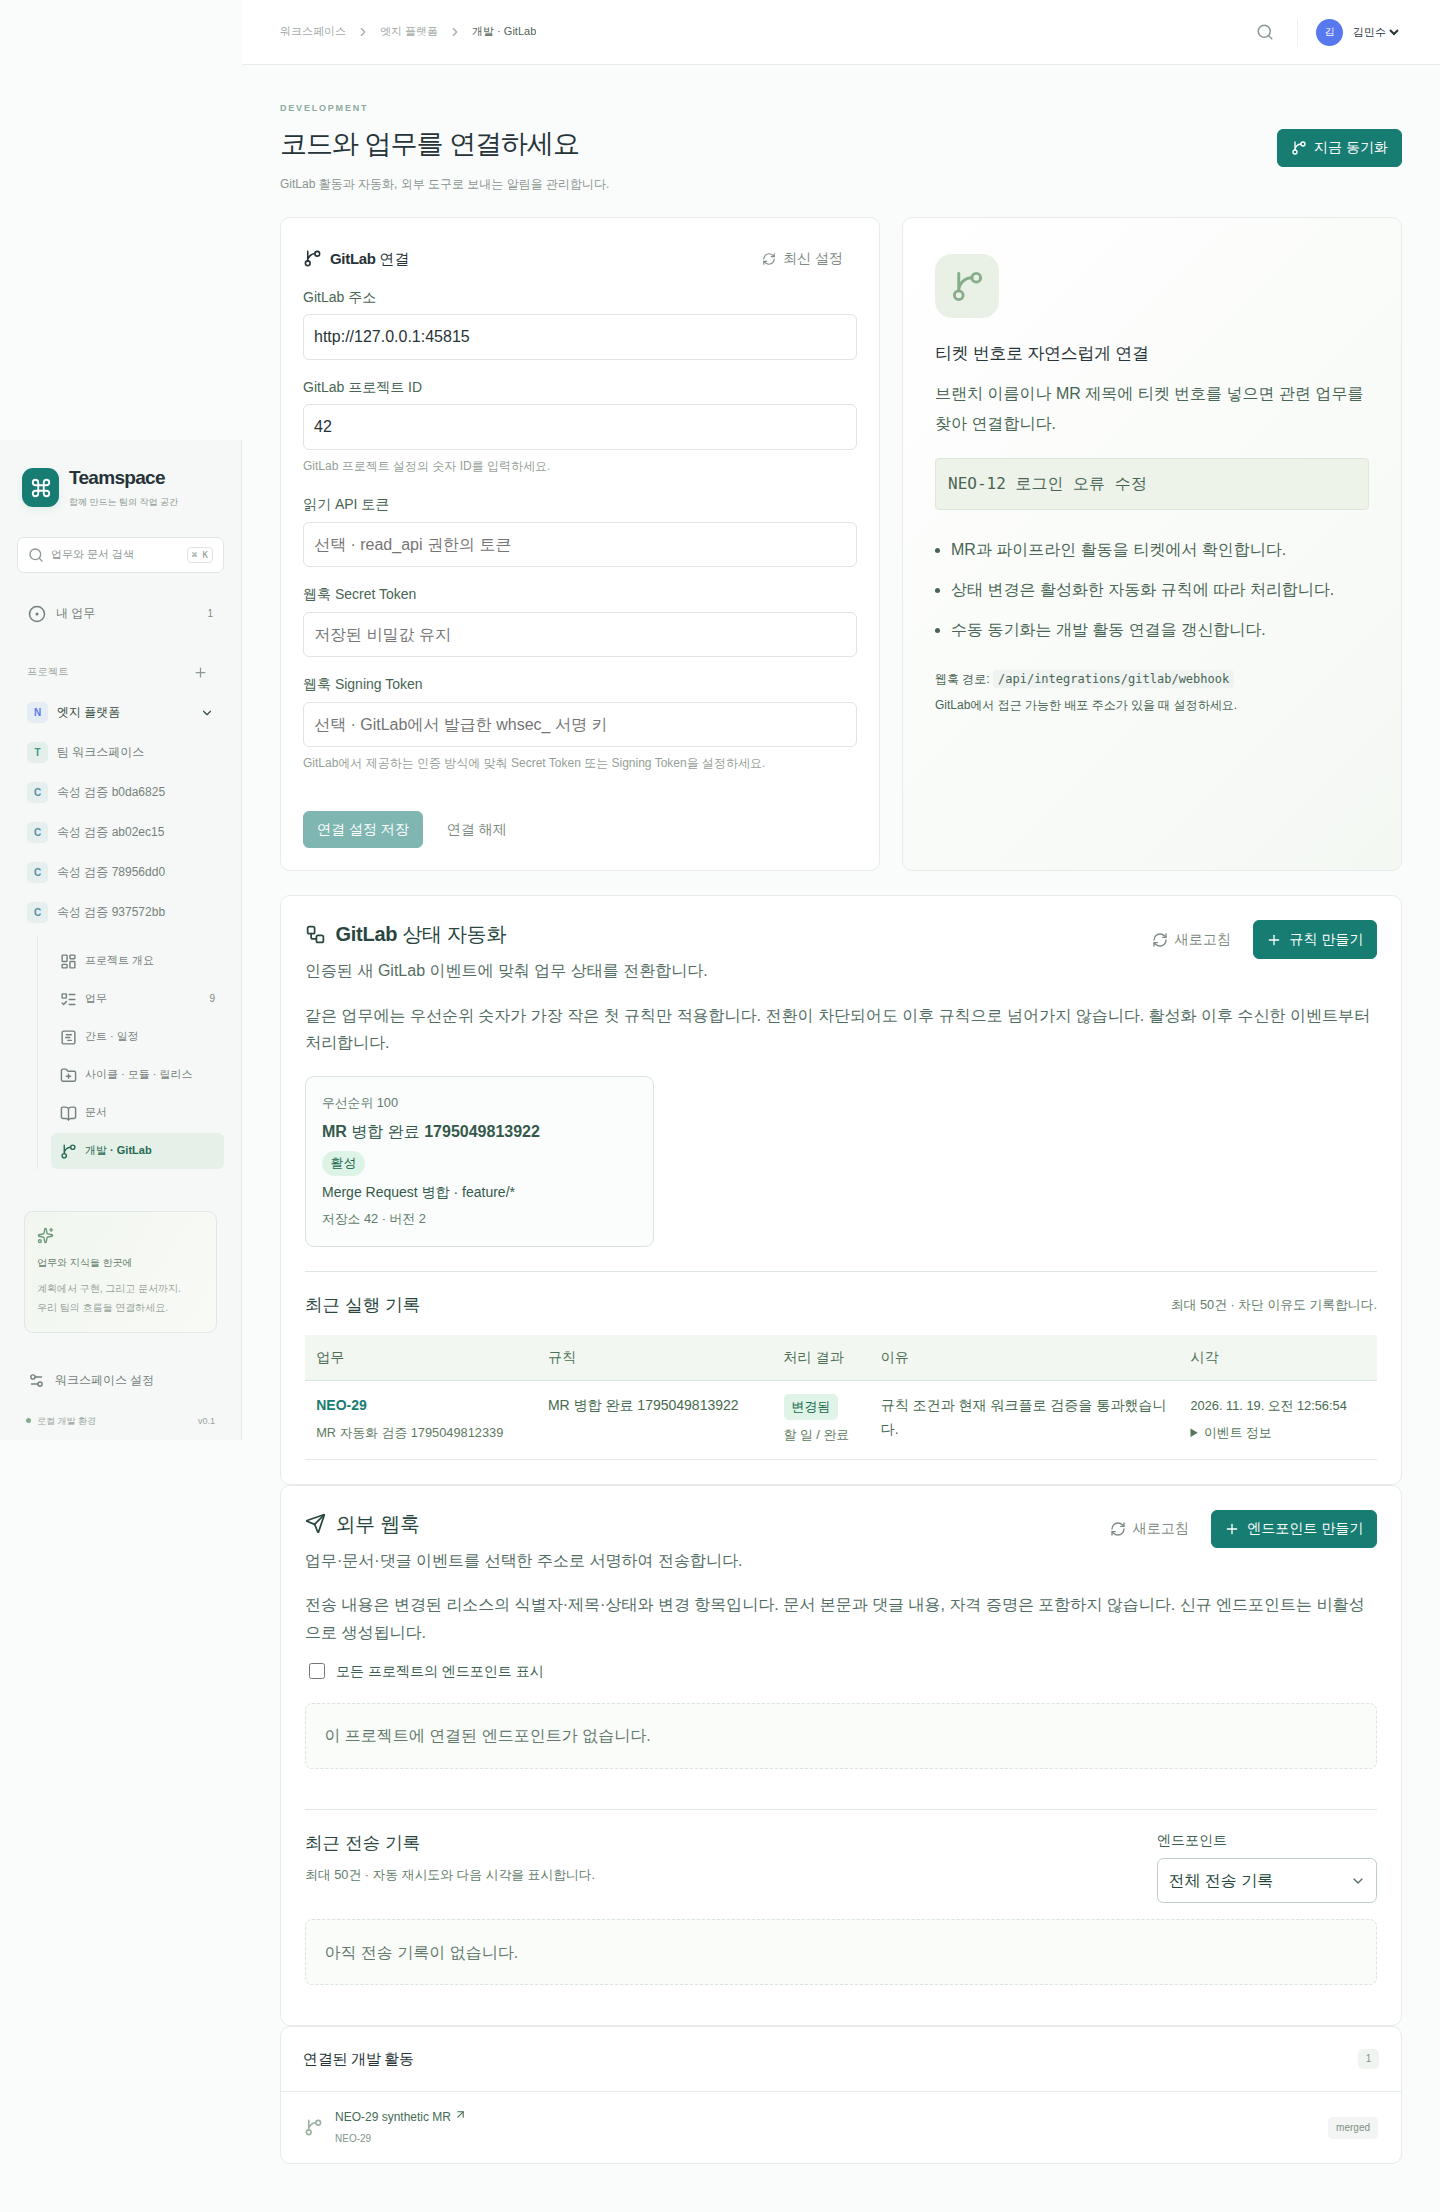 워크스페이스 > 엣지 플랫폼 > 개발 · GitLab
김 김민수
DEVELOPMENT
코드와 업무를 연결하세요
GitLab 활동과 자동화, 외부 도구로 보내는 알림을 관리합니다.
지금 동기화
GitLab 연결
최신 설정
GitLab 주소
http://127.0.0.1:45815
GitLab 프로젝트 ID
42
GitLab 프로젝트 설정의 숫자 ID를 입력하세요.
읽기 API 토큰
선택 · read_api 권한의 토큰
웹훅 Secret Token
저장된 비밀값 유지
웹훅 Signing Token
선택 · GitLab에서 발급한 whsec_ 서명 키
GitLab에서 제공하는 인증 방식에 맞춰 Secret Token 또는 Signing Token을 설정하세요.
연결 설정 저장
연결 해제
티켓 번호로 자연스럽게 연결
브랜치 이름이나 MR 제목에 티켓 번호를 넣으면 관련 업무를
찾아 연결합니다.
NEO-12 로그인 오류 수정
• MR과 파이프라인 활동을 티켓에서 확인합니다.
• 상태 변경은 활성화한 자동화 규칙에 따라 처리합니다.
• 수동 동기화는 개발 활동 연결을 갱신합니다.
웹훅 경로: /api/integrations/gitlab/webhook
GitLab에서 접근 가능한 배포 주소가 있을 때 설정하세요.
Teamspace
함께 만드는 팀의 작업 공간
업무와 문서 검색 ⌘ K
내 업무 1
프로젝트
N 엣지 플랫폼
T 팀 워크스페이스
C 속성 검증 b0da6825
C 속성 검증 ab02ec15
C 속성 검증 78956dd0
C 속성 검증 937572bb
프로젝트 개요
업무 9
간트 · 일정
사이클 · 모듈 · 릴리스
문서
개발 · GitLab
업무와 지식을 한곳에
계획에서 구현, 그리고 문서까지.
우리 팀의 흐름을 연결하세요.
워크스페이스 설정
로컬 개발 환경 v0.1
GitLab 상태 자동화
새로고침
규칙 만들기
인증된 새 GitLab 이벤트에 맞춰 업무 상태를 전환합니다.
같은 업무에는 우선순위 숫자가 가장 작은 첫 규칙만 적용합니다. 전환이 차단되어도 이후 규칙으로 넘어가지 않습니다. 활성화 이후 수신한 이벤트부터
처리합니다.
우선순위 100
MR 병합 완료 1795049813922
활성
Merge Request 병합 · feature/*
저장소 42 · 버전 2
최근 실행 기록
최대 50건 · 차단 이유도 기록합니다.
업무 규칙 처리 결과 이유 시각
NEO-29 MR 병합 완료 1795049813922 변경됨 규칙 조건과 현재 워크플로 검증을 통과했습니 2026. 11. 19. 오전 12:56:54
다.
MR 자동화 검증 1795049812339 할 일 / 완료 ▶ 이벤트 정보
외부 웹훅
새로고침
엔드포인트 만들기
업무·문서·댓글 이벤트를 선택한 주소로 서명하여 전송합니다.
전송 내용은 변경된 리소스의 식별자·제목·상태와 변경 항목입니다. 문서 본문과 댓글 내용, 자격 증명은 포함하지 않습니다. 신규 엔드포인트는 비활성
으로 생성됩니다.
모든 프로젝트의 엔드포인트 표시
이 프로젝트에 연결된 엔드포인트가 없습니다.
최근 전송 기록
최대 50건 · 자동 재시도와 다음 시각을 표시합니다.
엔드포인트
전체 전송 기록
아직 전송 기록이 없습니다.
연결된 개발 활동 1
NEO-29 synthetic MR
NEO-29
merged